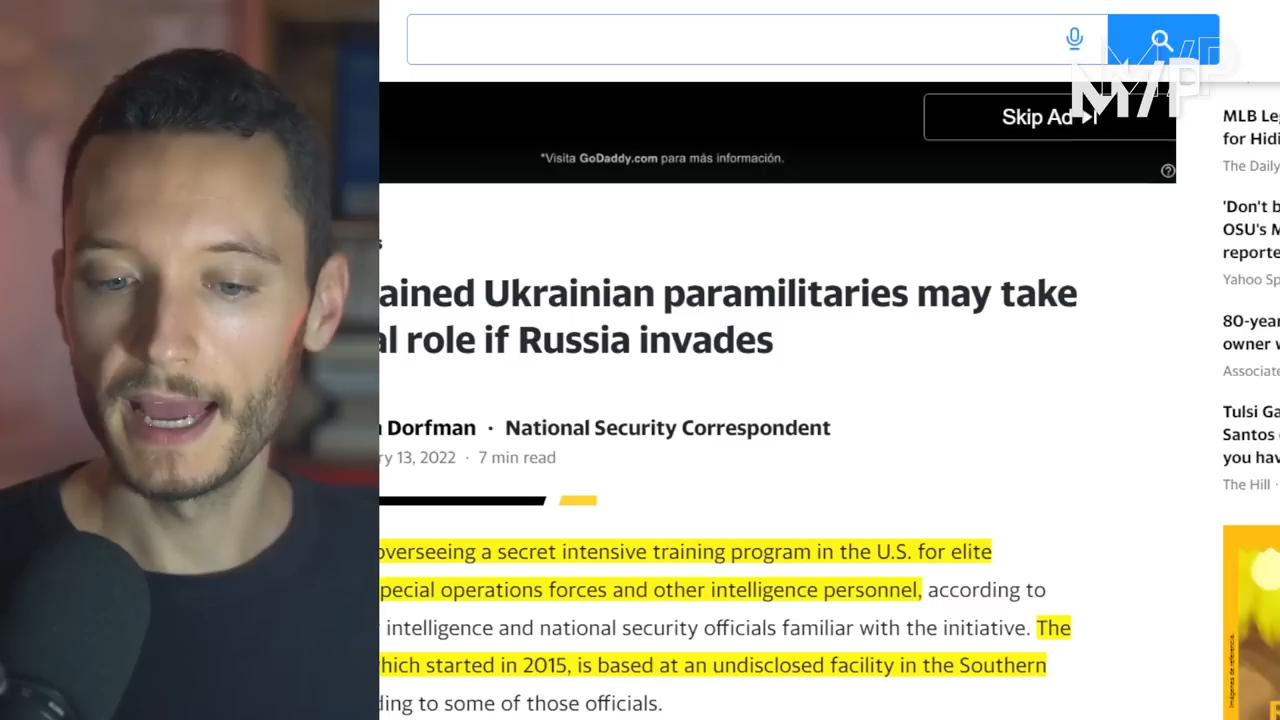 M/PP
Skip Ad
*Visita GoDaddy.com para más información.
ained Ukrainian paramilitaries may take
al role if Russia invades
Dorfman · National Security Correspondent
ry 13, 2022 · 7 min read
overseeing a secret intensive training program in the U.S. for elite
pecial operations forces and other intelligence personnel, according to
intelligence and national security officials familiar with the initiative. The
hich started in 2015, is based at an undisclosed facility in the Southern
ding to some of those officials.
MLB Le
for Hidi
The Daily
'Don't b
OSU's M
reporte
Yahoo Sp
80-year
owner
Associate
Tulsi Ga
Santos
you hav
The Hill ·
Imágenes de referencia.